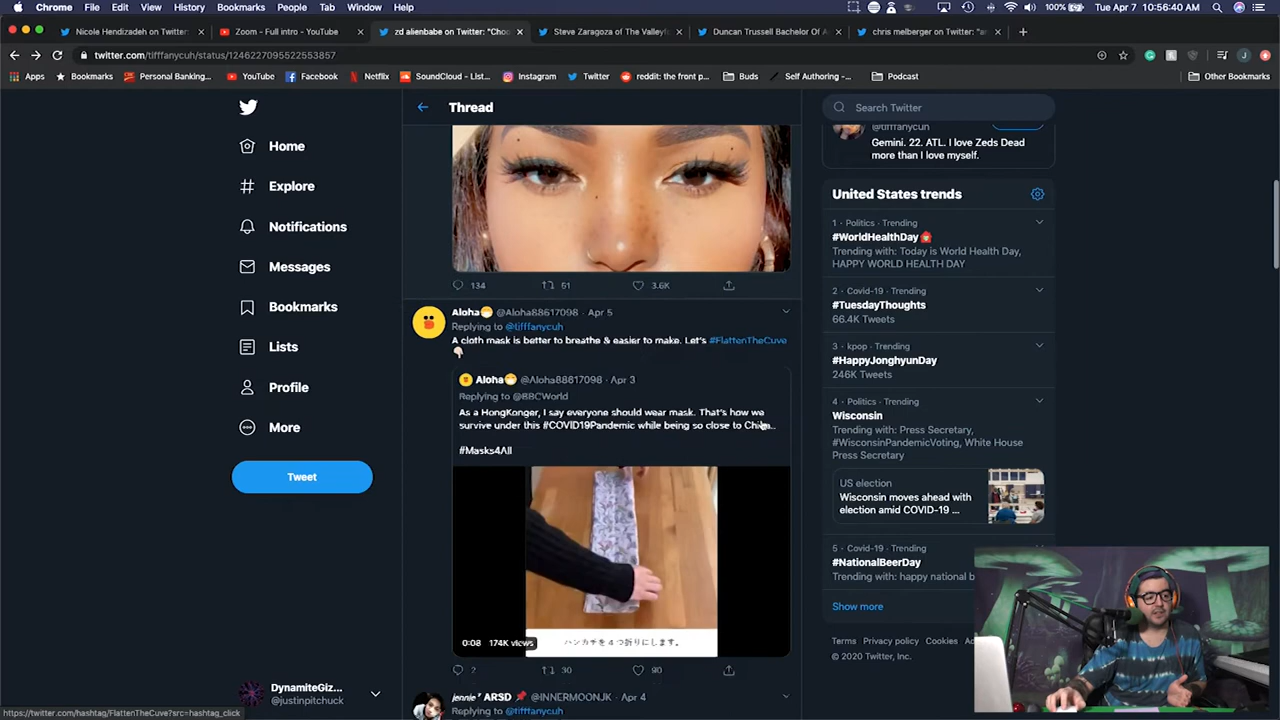 Chrome File Edit View History Bookmarks People Tab Window Help
100% Tue Apr 7 10:56:40 AM
Nicole Hendizadeh on Twitter:
Zoom - Full intro - YouTube
zd alienbabe on Twitter: "Choo
Steve Zaragoza of The Valleyf
Duncan Trussell Bachelor Of A
chris melberger on Twitter: "ar
twitter.com/tifffanycuh/status/1246227095522553857
Apps Bookmarks Personal Banking... YouTube Facebook Netflix SoundCloud - List... Instagram Twitter reddit: the front p... Buds Self Authoring -... Podcast Other Bookmarks
Home
Explore
Notifications
Messages
Bookmarks
Lists
Profile
More
Tweet
DynamiteGiz...
@justinpitchuck
https://twitter.com/hashtag/FlattenTheCuve?src=hashtag_click
Thread
134 51 3.6K
Aloha @Aloha88617098 · Apr 5
Replying to @tifffanycuh
A cloth mask is better to breathe & easier to make. Let's #FlattenTheCuve
Aloha @Aloha88617098 · Apr 3
Replying to @BBCWorld
As a HongKonger, I say everyone should wear mask. That's how we
survive under this #COVID19Pandemic while being so close to
#Masks4All
ハンカチを4つ折りにします。
0:08 174K views
2 30 90
jennie' ARSD @INNERMOONJK · Apr 4
Replying to @tifffanycuh
Search Twitter
@tifffanycuh
Gemini. 22. ATL. I love Zeds Dead
more than I love myself.
United States trends
1 · Politics · Trending
#WorldHealthDay
Trending with: Today is World Health Day,
HAPPY WORLD HEALTH DAY
2 · Covid-19 · Trending
#TuesdayThoughts
66.4K Tweets
3 · kpop · Trending
#HappyJonghyunDay
246K Tweets
4 · Politics · Trending
Wisconsin
Trending with: Press Secretary,
#WisconsinPandemicVoting, White House
Press Secretary
US election
Wisconsin moves ahead with
election amid COVID-19 ...
5 · Covid-19 · Trending
#NationalBeerDay
Trending with: happy national b
Show more
Terms Privacy policy Cookies
© 2020 Twitter, Inc.